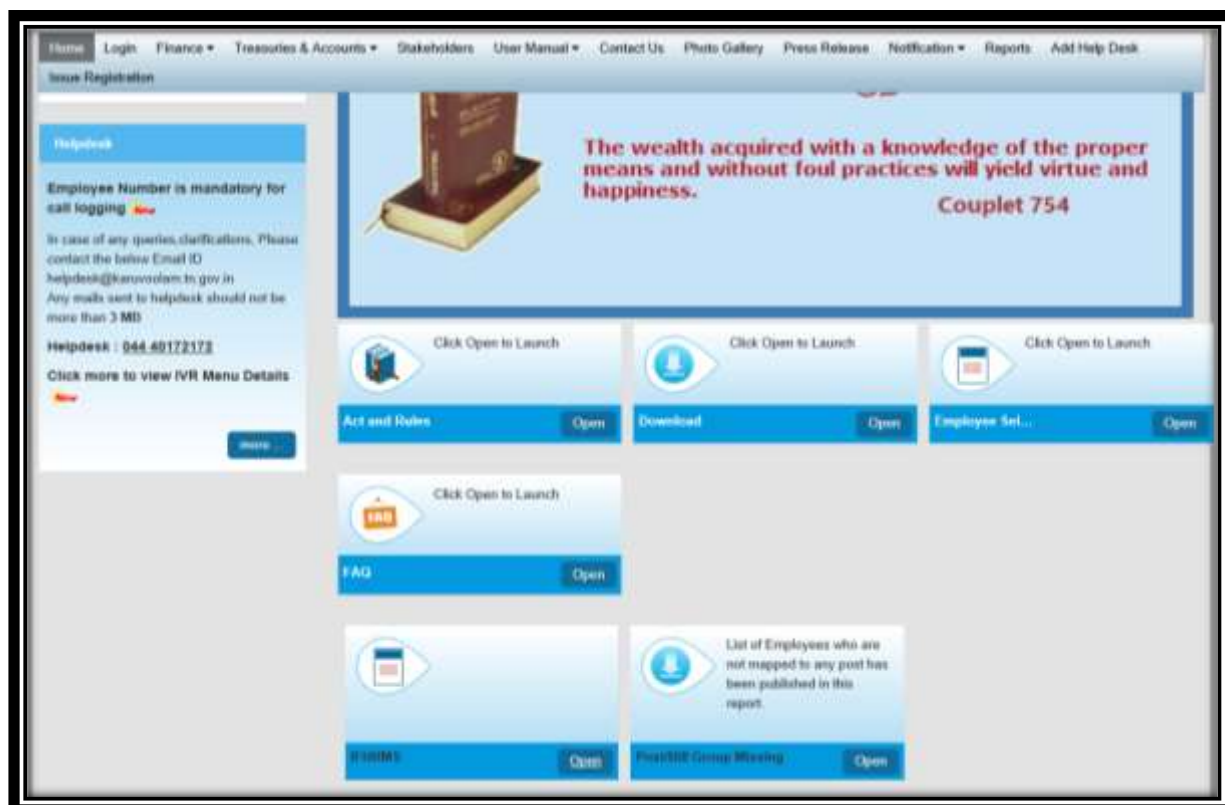 Home Login Finance Treasuries & Accounts Stakeholders User Manual Contact Us Photo Gallery Press Release Notification Reports Add Help Desk
Issue Registration
Helpdesk
Employee Number is mandatory for
call logging New
In case of any queries,clarifications, Please
contact the below Email ID
helpdesk@karuvoolam.tn.gov.in
Any mails sent to helpdesk should not be
more than 3 MB
Helpdesk : 044 40172172
Click more to view IVR Menu Details
New
more ...
The wealth acquired with a knowledge of the proper
means and without foul practices will yield virtue and
happiness.
Couplet 754
Click Open to Launch
Act and Rules Open
Click Open to Launch
Download Open
Click Open to Launch
Employee Sel... Open
Click Open to Launch
FAQ
FAQ Open
Open
List of Employees who are
not mapped to any post has
been published in this
report
Group Missing Open